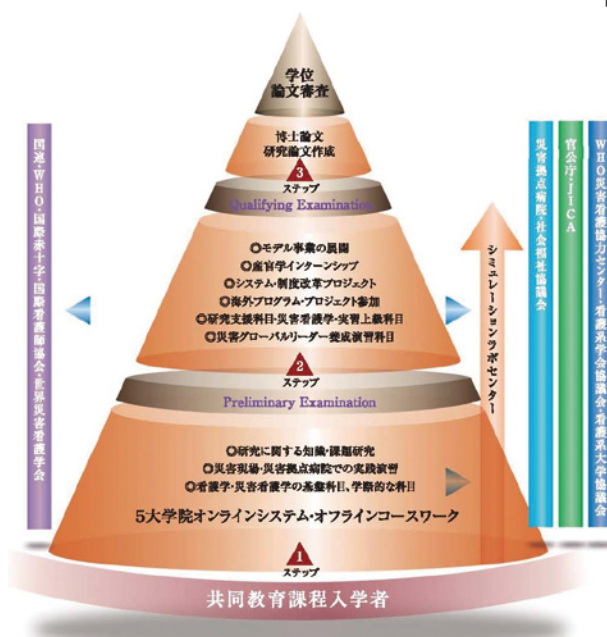 学位
論文審査
博士論文
研究論文作成
3
ステップ
Qualifying Examination
◎モデル事業の展開
◎産官学インターンシップ
◎システム・制度改革プロジェクト
◎海外プログラム・プロジェクト参加
◎研究支援科目・災害看護学・実習上級科目
◎災害グローバルリーダー養成演習科目
2
ステップ
Preliminary Examination
◎研究に関する知識・課題研究
◎災害現場・災害拠点病院での実践演習
◎看護学・災害看護学の基盤科目、学際的な科目
5大学院オンラインシステム・オフラインコースワーク
1
ステップ
共同教育課程入学者
国連・WHO・国際赤十字・国際看護師協会・世界災害看護学会
シミュレーションラボセンター
災害拠点病院・社会福祉協議会
官公庁・JICA
WHO災害看護協力センター・看護系学会協議会・看護系大学協議会